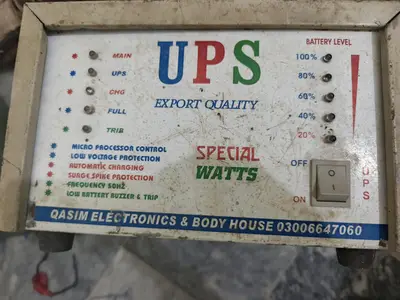 MAIN
UPS
CHG
FULL
TRIB
UPS
EXPORT QUALITY
BATTERY LEVEL
100%
80%
60%
40%
20%
MICRO PROCESSOR CONTROL
LOW VOLTAGE PROTECTION
AUTOMATIC CHARGING
SURGE SPIKE PROTECTION
FREQUENCY 50HZ
LOW BATTERY BUZZER & TRIP
SPECIAL
WATTS
OFF
ON
UPS
QASIM ELECTRONICS & BODY HOUSE 03006647060